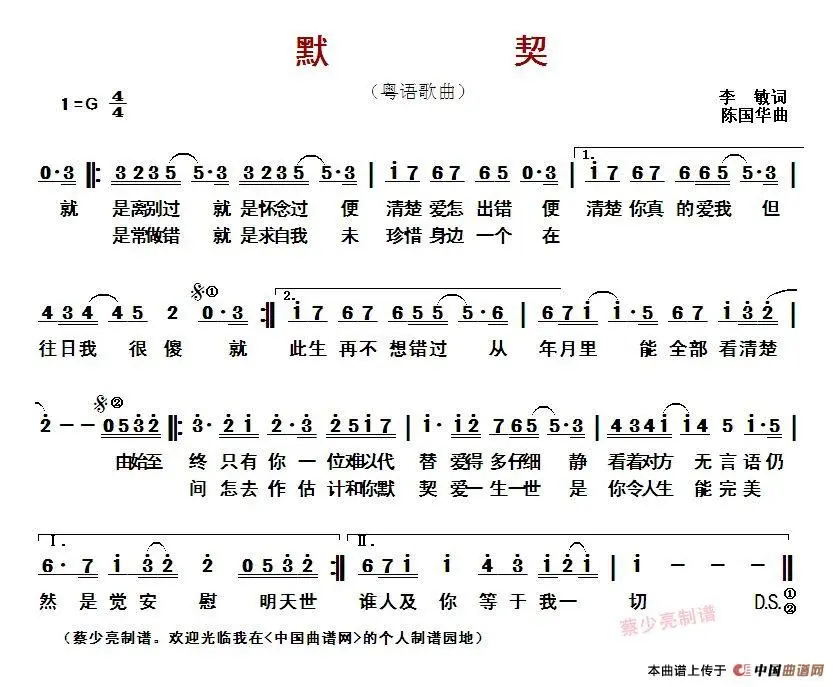 默 契
（粤语歌曲）
1=G 4/4
李 敏词
陈国华曲
0·3 ‖: 3235 5·3 3235 5·3 | i7 67 65 0·3 | 1. i7 67 665 5·3 |
就 是离别过 就 是怀念过 便 清楚 爱怎 出错 便 清楚 你真 的 爱我 但
是常做错 就 是求自我 未 珍惜 身边 一个 在
434 45 2 ① 0·3 :‖ 2. i7 67 655 5·6 | 67i i·5 67 i32 |
往日我 很 傻 就 此生 再不 想错过 从 年月里 能 全部 看清楚
2 - - ② 0532 ‖: 3· 2i 2·3 25i7 | i· i2 765 5·3 | 434i i 5 i·5 |
由始至 终 只有 你 一 位难以代 替 爱得 多仔细 静 看着对方 无 言 语仍
间 怎去 作 估 计和你默 契 爱一 生一世 是 你令人生 能 完 美
Ⅰ. 6· 7 i 32 2 0532 :‖ Ⅱ. 67i i 4 3 i2i | i - - - ‖
然 是 觉 安 慰 明天世 谁人及 你 等 于 我一 切 D.S.①②
（蔡少亮制谱。欢迎光临我在<中国曲谱网>的个人制谱园地）
蔡少亮制谱
本曲谱上传于 中国曲谱网